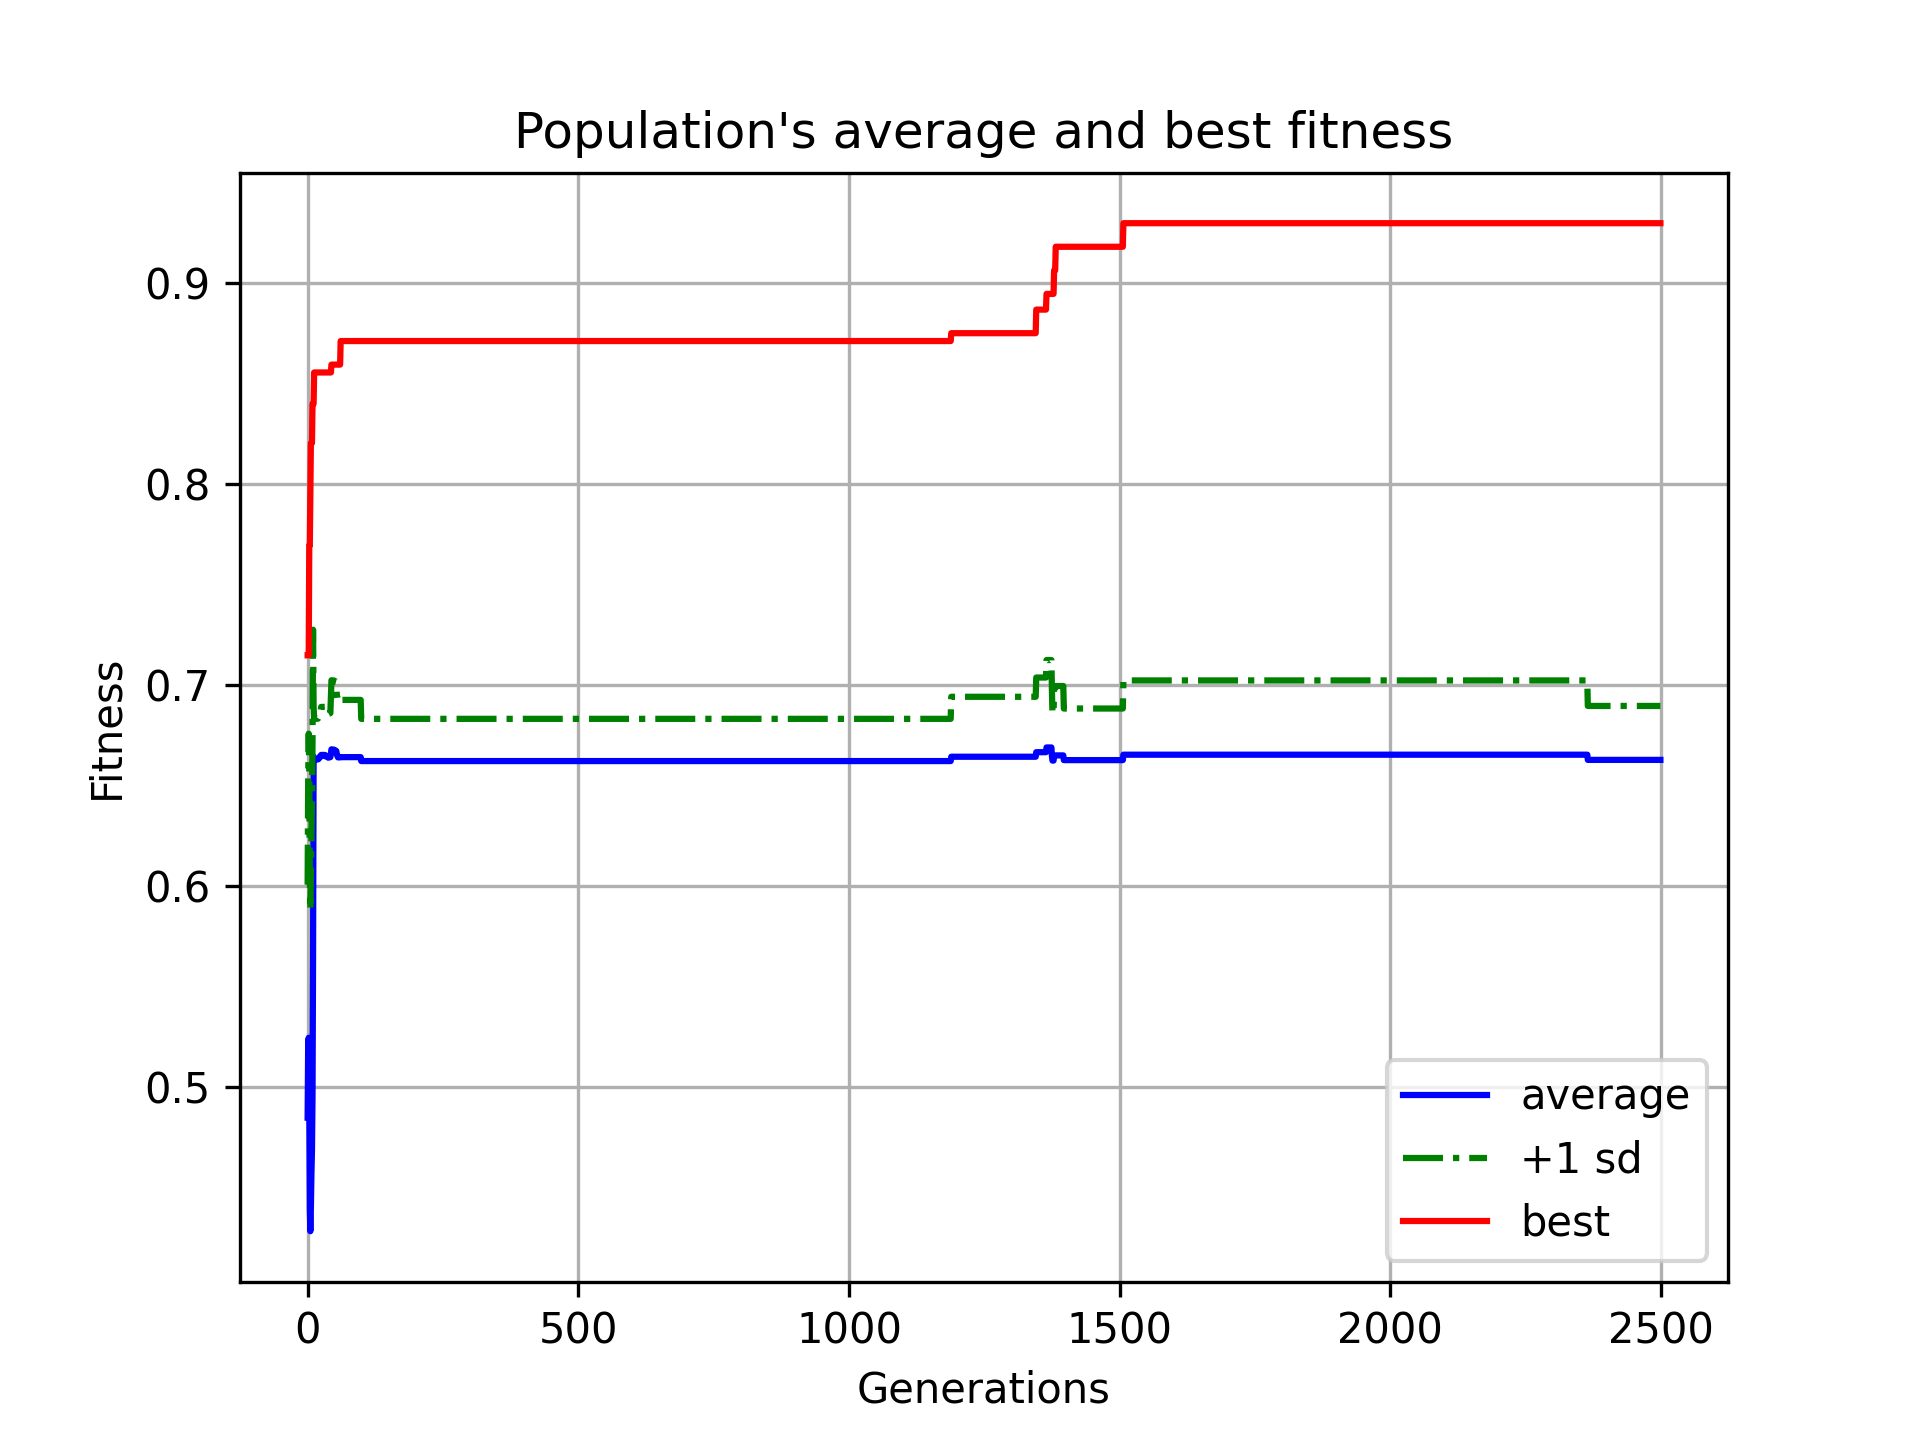 Population's average and best fitness
Fitness
0.9
0.8
0.7
0.6
0.5
0
500
1000
1500
2000
2500
Generations
average
+1 sd
best